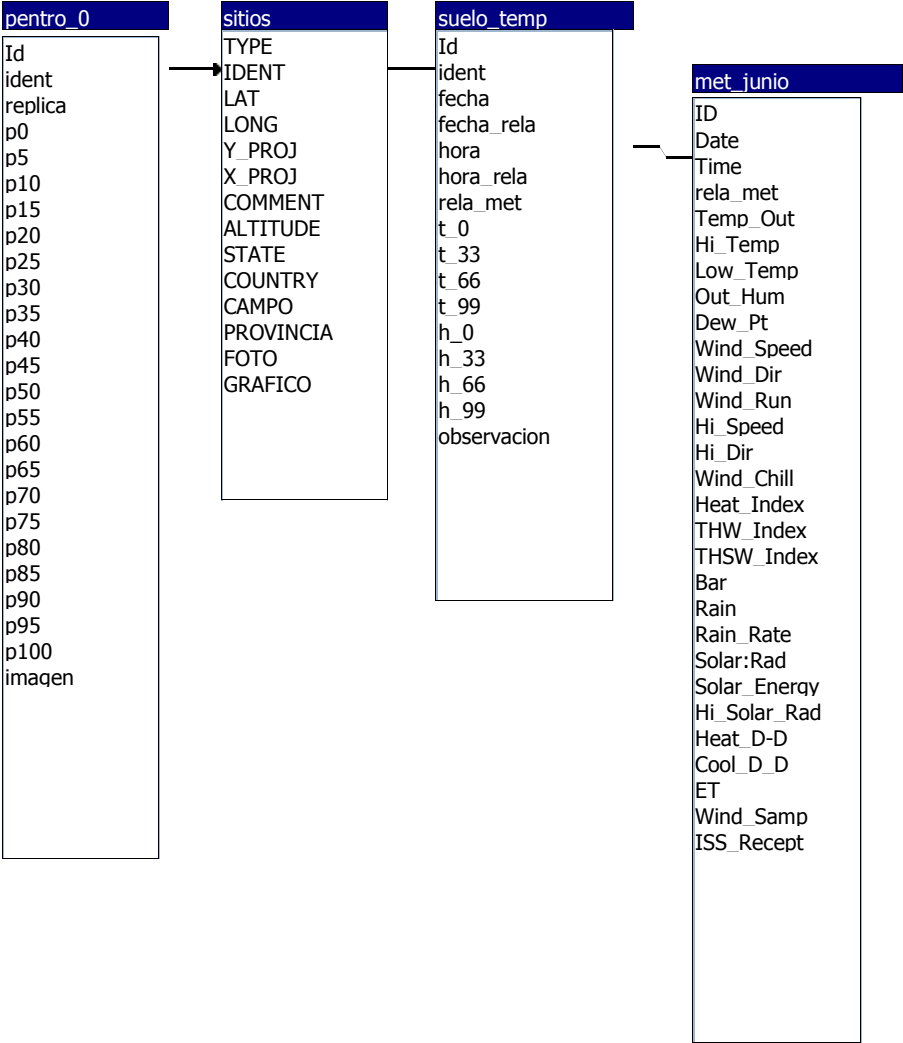 pentro_0
Id
ident
replica
p0
p5
p10
p15
p20
p25
p30
p35
p40
p45
p50
p55
p60
p65
p70
p75
p80
p85
p90
p95
p100
imagen
sitios
TYPE
IDENT
LAT
LONG
Y_PROJ
X_PROJ
COMMENT
ALTITUDE
STATE
COUNTRY
CAMPO
PROVINCIA
FOTO
GRAFICO
suelo_temp
Id
ident
fecha
fecha_rela
hora
hora_rela
rela_met
t_0
t_33
t_66
t_99
h_0
h_33
h_66
h_99
observacion
met_junio
ID
Date
Time
rela_met
Temp_Out
Hi_Temp
Low_Temp
Out_Hum
Dew_Pt
Wind_Speed
Wind_Dir
Wind_Run
Hi_Speed
Hi_Dir
Wind_Chill
Heat_Index
THW_Index
THSW_Index
Bar
Rain
Rain_Rate
Solar:Rad
Solar_Energy
Hi_Solar_Rad
Heat_D-D
Cool_D_D
ET
Wind_Samp
ISS_Recept